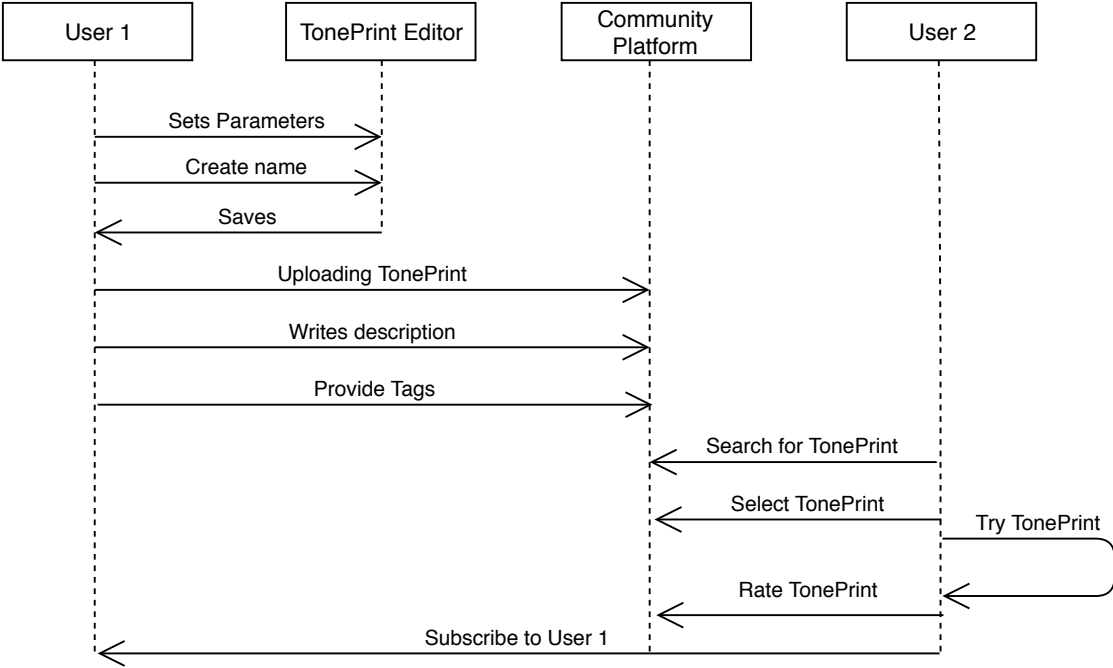 User 1
TonePrint Editor
Community
Platform
User 2
Sets Parameters
Create name
Saves
Uploading TonePrint
Writes description
Provide Tags
Search for TonePrint
Select TonePrint
Try TonePrint
Rate TonePrint
Subscribe to User 1